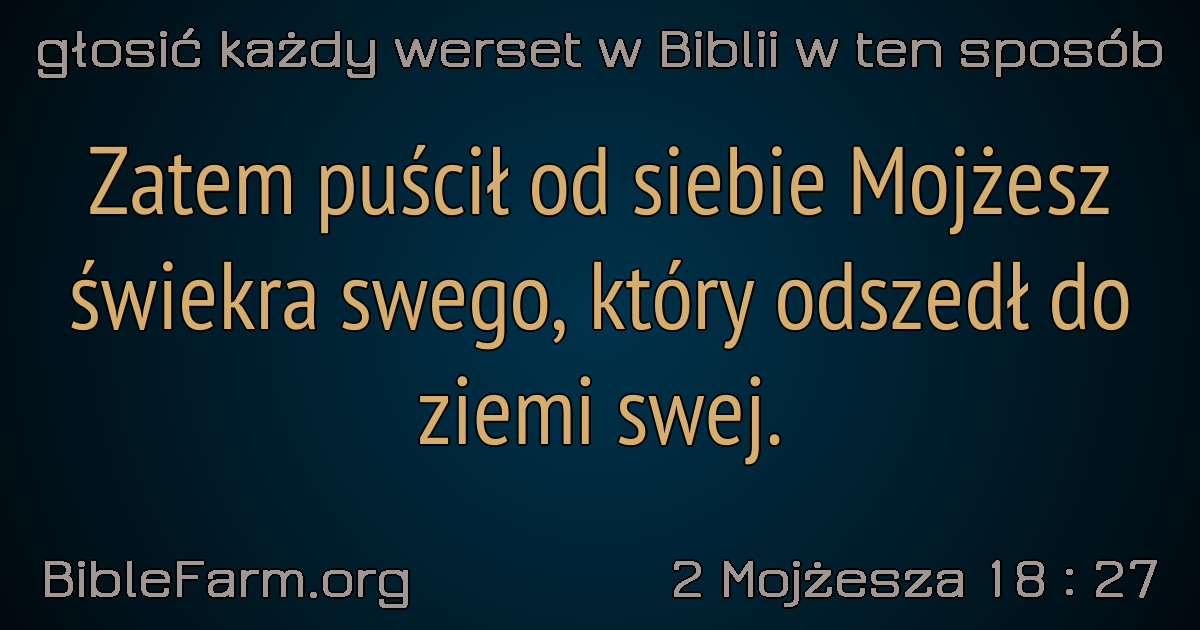 głosić każdy werset w Biblii w ten sposób
Zatem puścił od siebie Mojżesz
świekra swego, który odszedł do
ziemi swej.
BibleFarm.org
2 Mojżesza 18 : 27